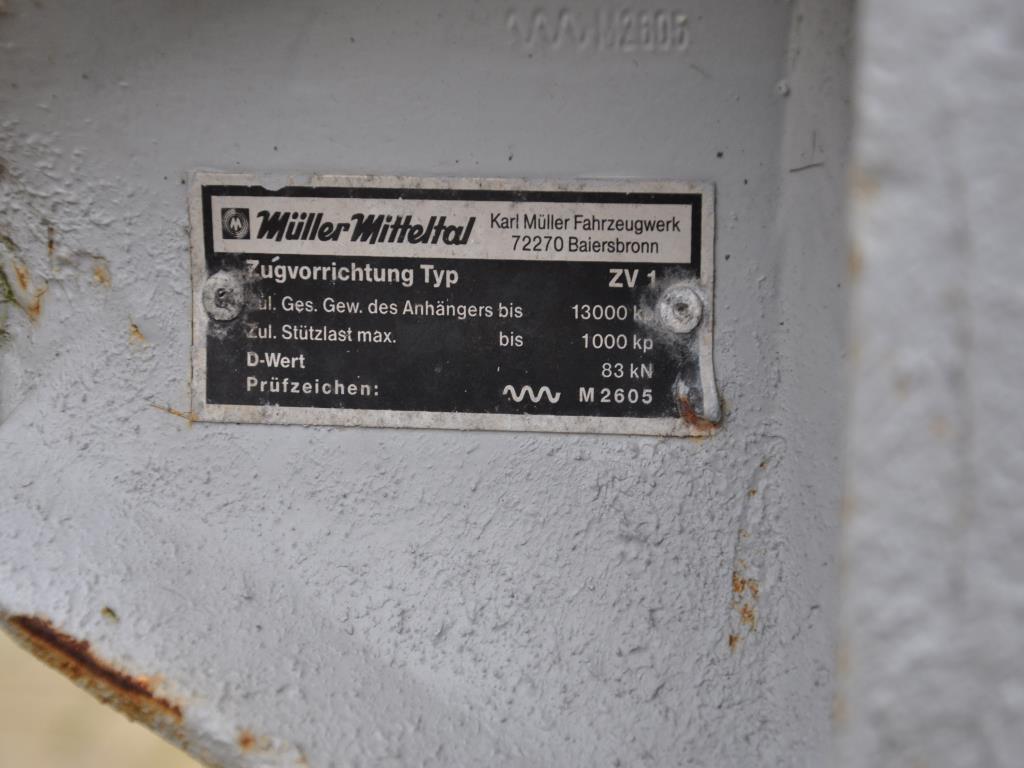 M2605
Müller Mitteltal
Karl Müller Fahrzeugwerk
72270 Baiersbronn
Zugvorrichtung Typ ZV 1
Zul. Ges. Gew. des Anhängers bis 13000 kp
Zul. Stützlast max. bis 1000 kp
D-Wert 83 kN
Prüfzeichen: M 2605